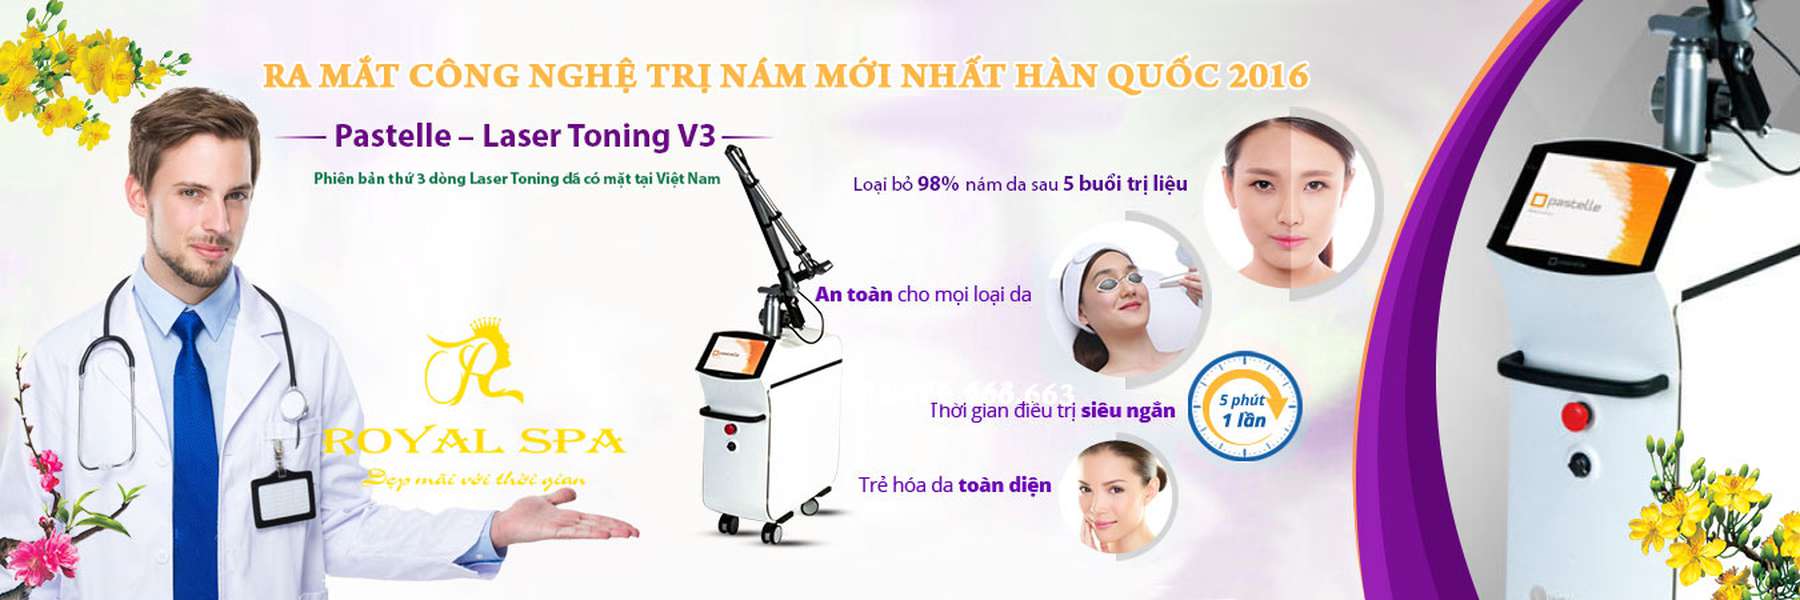 RA MẮT CÔNG NGHỆ TRỊ NÁM MỚI NHẤT HÀN QUỐC 2016
Pastelle – Laser Toning V3
Phiên bản thứ 3 dòng Laser Toning đã có mặt tại Việt Nam
Loại bỏ 98% nám da sau 5 buổi trị liệu
An toàn cho mọi loại da
Thời gian điều trị siêu ngắn
5 phút
1 lần
Trẻ hóa da toàn diện
ROYAL SPA
Đẹp mãi với thời gian
pastelle
pastelle
663